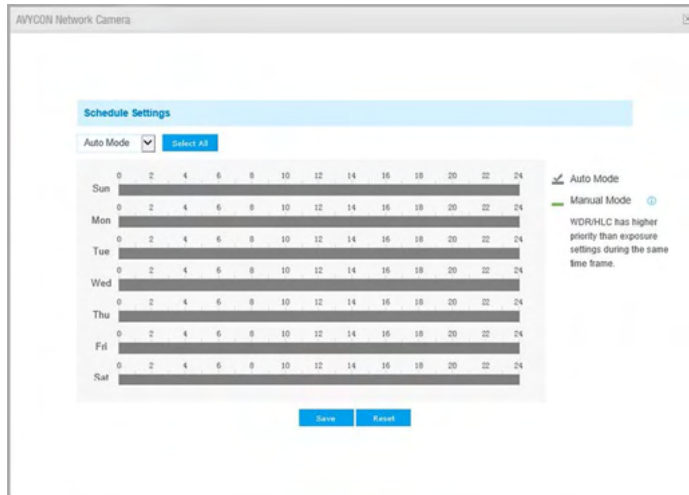 AVYCON Network Camera
Schedule Settings
Auto Mode Select All
0 2 4 6 8 10 12 14 16 18 20 22 24
Sun
0 2 4 6 8 10 12 14 16 18 20 22 24
Mon
0 2 4 6 8 10 12 14 16 18 20 22 24
Tue
0 2 4 6 8 10 12 14 16 18 20 22 24
Wed
0 2 4 6 8 10 12 14 16 18 20 22 24
Thu
0 2 4 6 8 10 12 14 16 18 20 22 24
Fri
0 2 4 6 8 10 12 14 16 18 20 22 24
Sat
Auto Mode
Manual Mode
WDR/HLC has higher
priority than exposure
settings during the same
time frame.
Save Reset